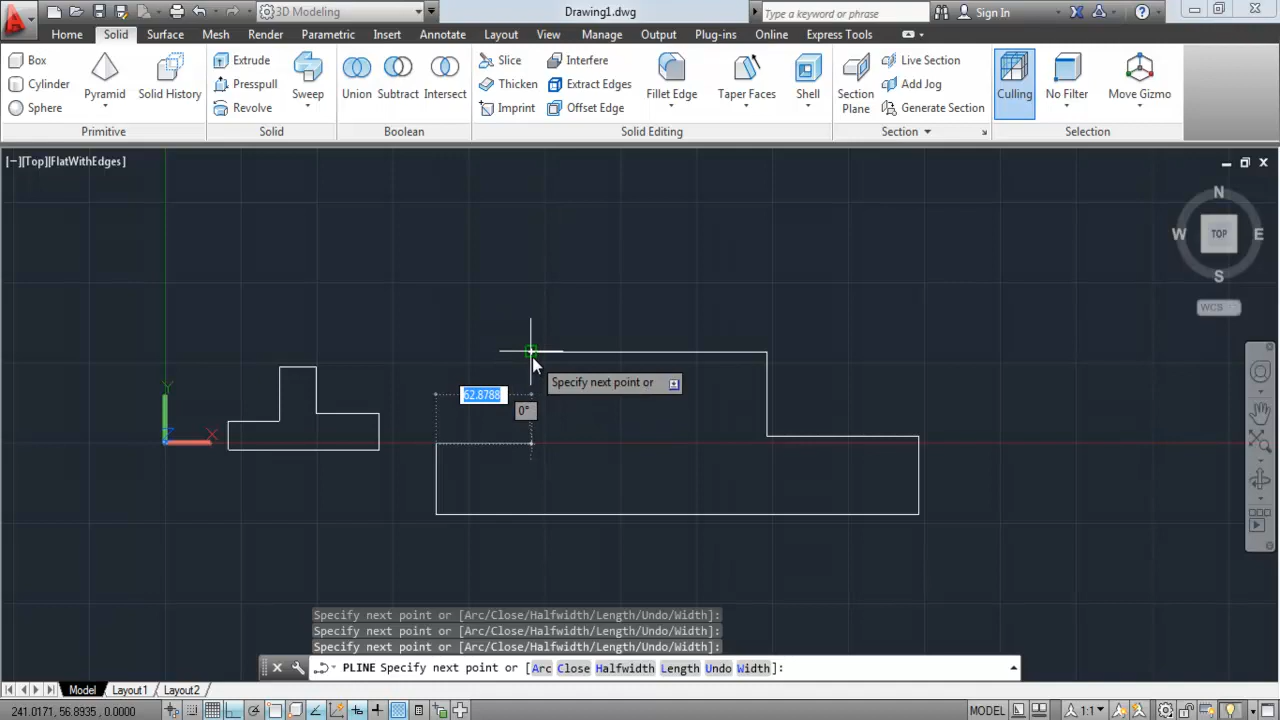 3D Modeling
Drawing1.dwg
Type a keyword or phrase
Sign In
Home Solid Surface Mesh Render Parametric Insert Annotate Layout View Manage Output Plug-ins Online Express Tools
Box
Cylinder
Sphere
Pyramid
Solid History
Primitive
Extrude
Presspull
Revolve
Sweep
Solid
Union
Subtract
Intersect
Boolean
Slice
Thicken
Imprint
Interfere
Extract Edges
Offset Edge
Fillet Edge
Taper Faces
Shell
Solid Editing
Section Plane
Live Section
Add Jog
Generate Section
Section
Culling
No Filter
Move Gizmo
Selection
[−][Top][FlatWithEdges]
N
W TOP E
S
WCS
Y
X
62.8788
0°
Specify next point or
Specify next point or [Arc/Close/Halfwidth/Length/Undo/Width]:
Specify next point or [Arc/Close/Halfwidth/Length/Undo/Width]:
Specify next point or [Arc/Close/Halfwidth/Length/Undo/Width]:
PLINE Specify next point or [Arc Close Halfwidth Length Undo Width]:
Model Layout1 Layout2
241.0171, 56.8935, 0.0000
MODEL
1:1